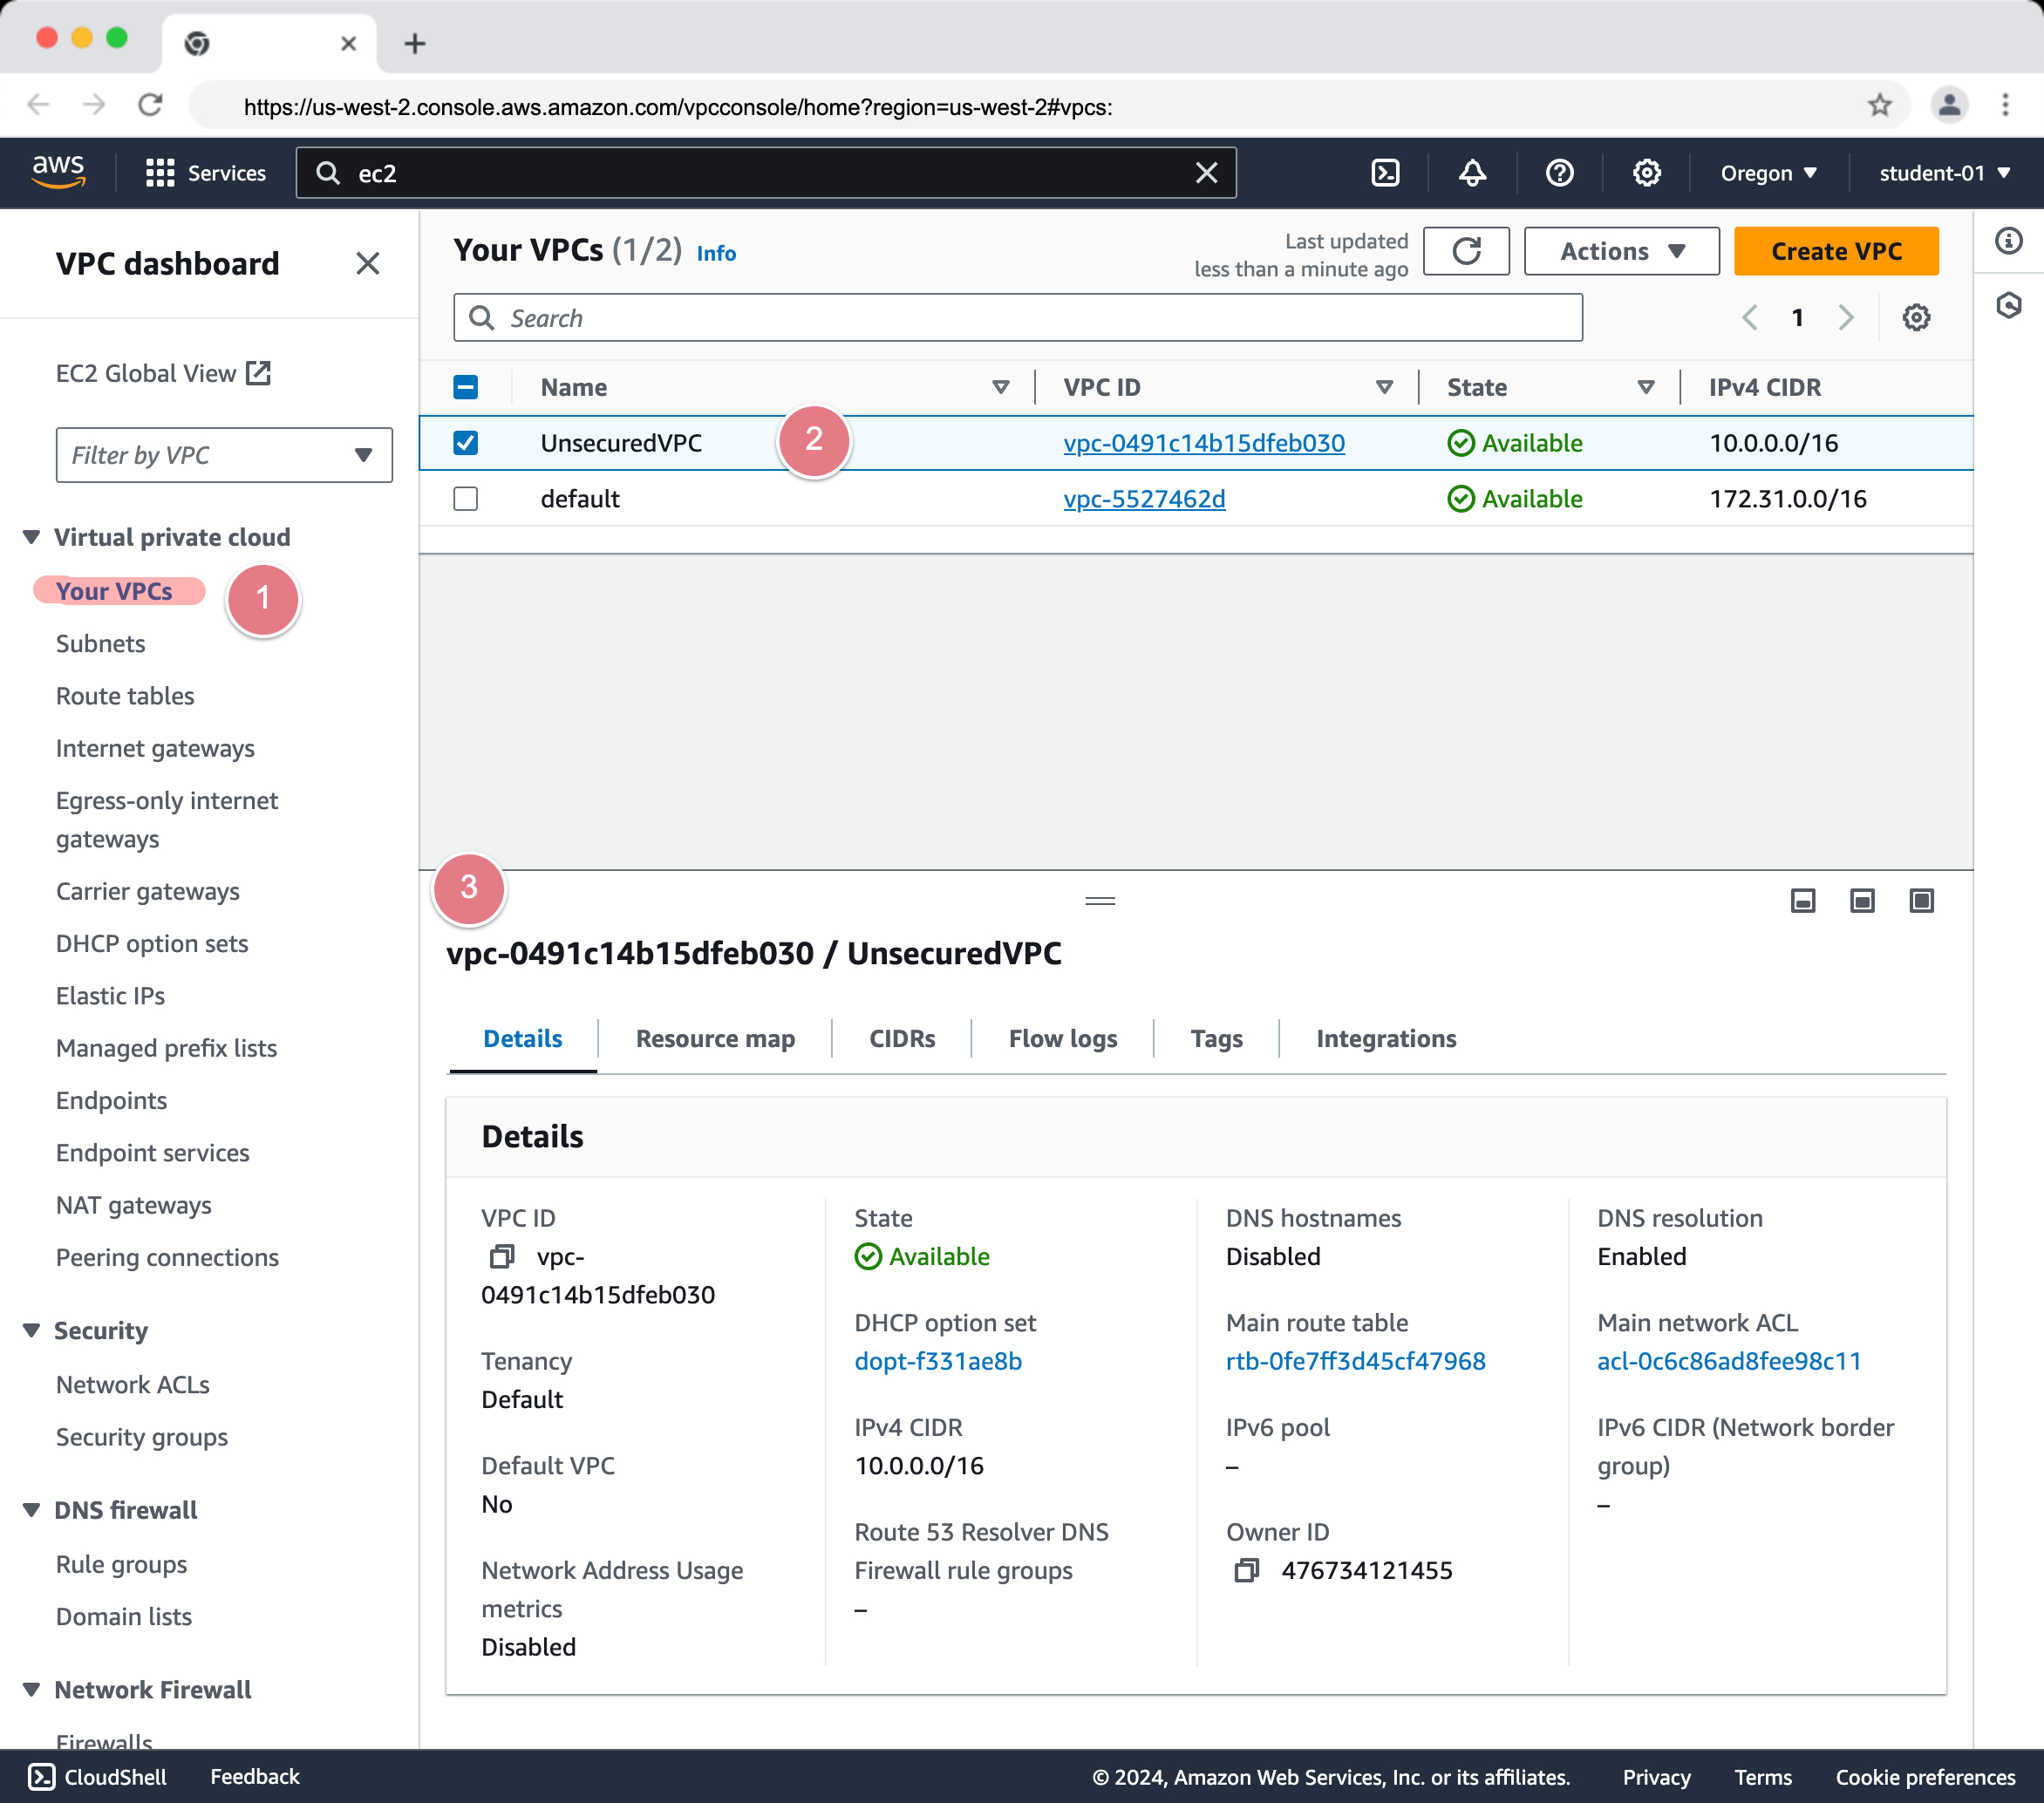 https://us-west-2.console.aws.amazon.com/vpcconsole/home?region=us-west-2#vpcs:
aws
Services
ec2
Oregon
student-01
VPC dashboard
EC2 Global View
Filter by VPC
Virtual private cloud
Your VPCs
1
Subnets
Route tables
Internet gateways
Egress-only internet
gateways
Carrier gateways
DHCP option sets
Elastic IPs
Managed prefix lists
Endpoints
Endpoint services
NAT gateways
Peering connections
Security
Network ACLs
Security groups
DNS firewall
Rule groups
Domain lists
Network Firewall
Firewalls
Your VPCs (1/2) Info
Last updated
less than a minute ago
Actions
Create VPC
Search
1
Name VPC ID State IPv4 CIDR
UnsecuredVPC 2 vpc-0491c14b15dfeb030 Available 10.0.0.0/16
default vpc-5527462d Available 172.31.0.0/16
3
vpc-0491c14b15dfeb030 / UnsecuredVPC
Details Resource map CIDRs Flow logs Tags Integrations
Details
VPC ID
vpc-
0491c14b15dfeb030
Tenancy
Default
Default VPC
No
Network Address Usage
metrics
Disabled
State
Available
DHCP option set
dopt-f331ae8b
IPv4 CIDR
10.0.0.0/16
Route 53 Resolver DNS
Firewall rule groups
–
DNS hostnames
Disabled
Main route table
rtb-0fe7ff3d45cf47968
IPv6 pool
–
Owner ID
476734121455
DNS resolution
Enabled
Main network ACL
acl-0c6c86ad8fee98c11
IPv6 CIDR (Network border
group)
–
CloudShell
Feedback
© 2024, Amazon Web Services, Inc. or its affiliates.
Privacy
Terms
Cookie preferences